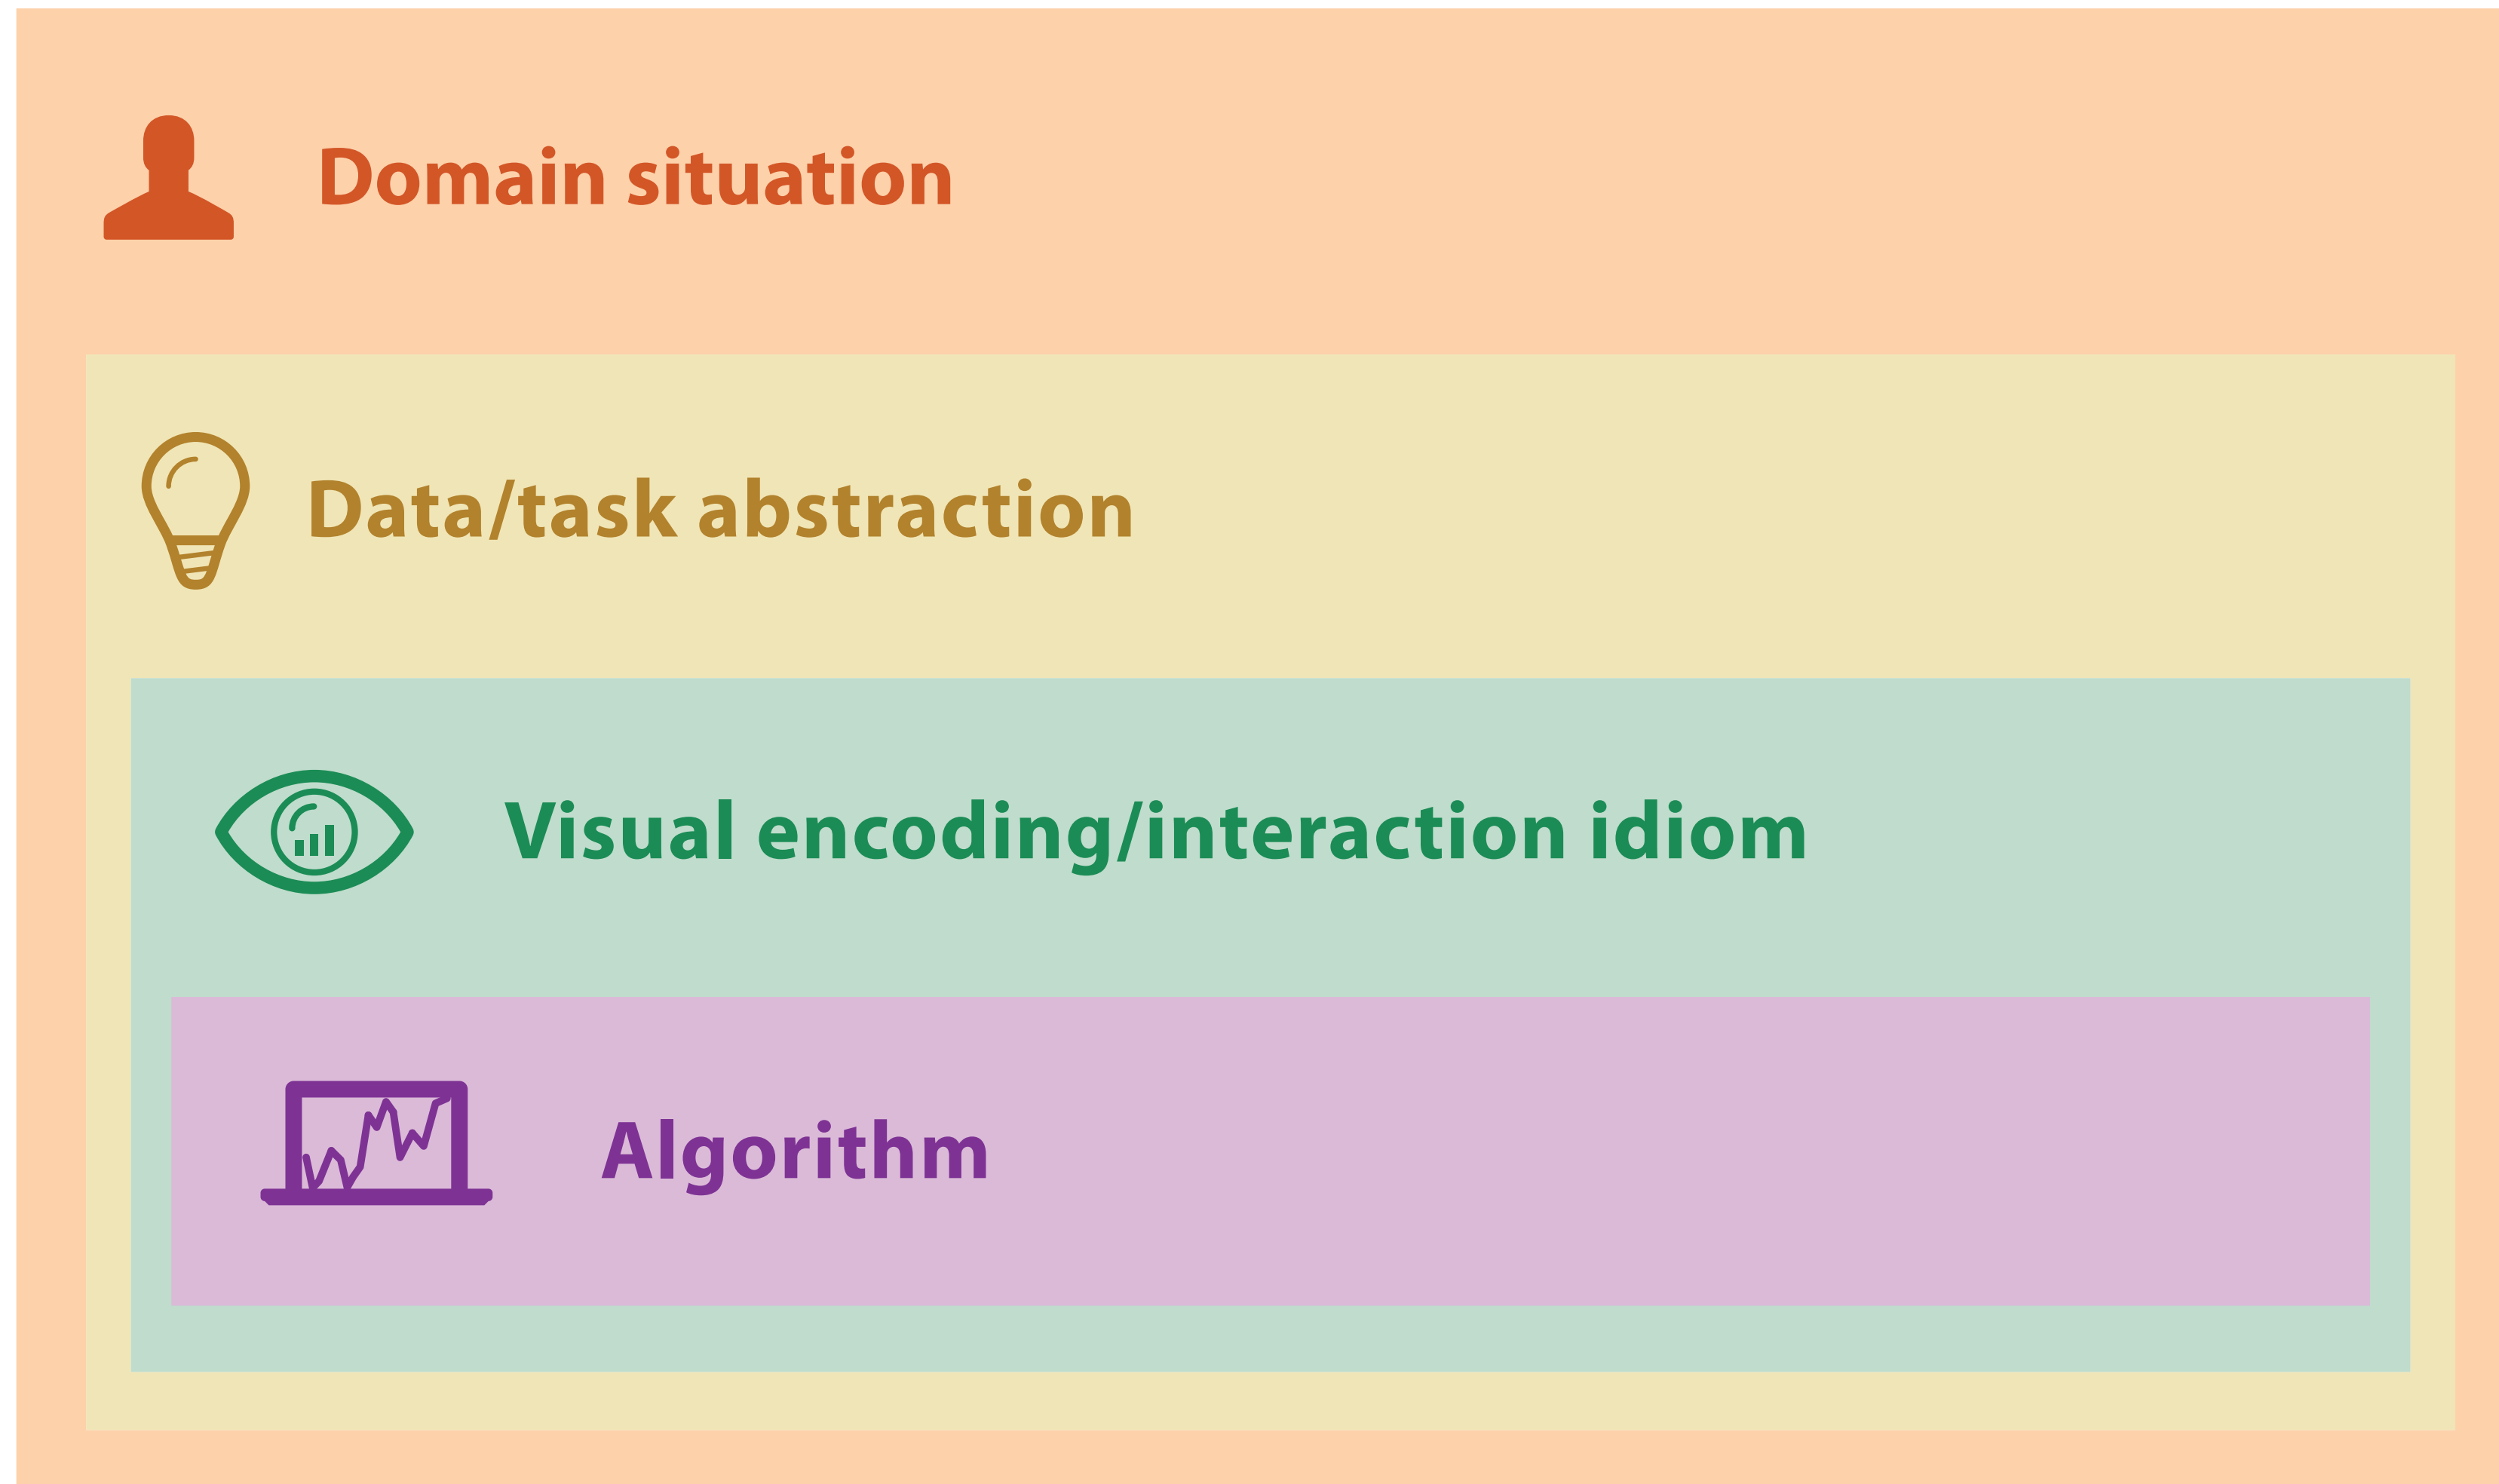 Domain situation
Data/task abstraction
Visual encoding/interaction idiom
Algorithm